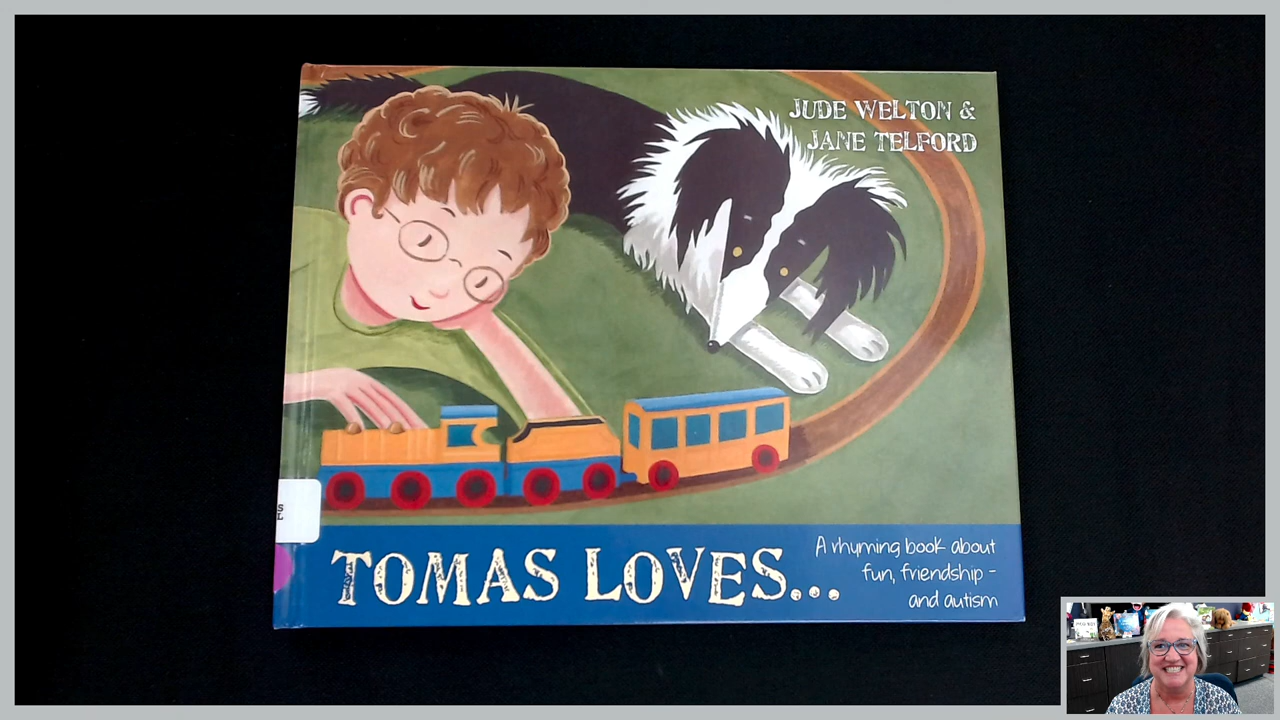 JUDE WELTON &
JANE TELFORD
S
L
TOMAS LOVES...
A rhyming book about
fun, friendship -
and autism